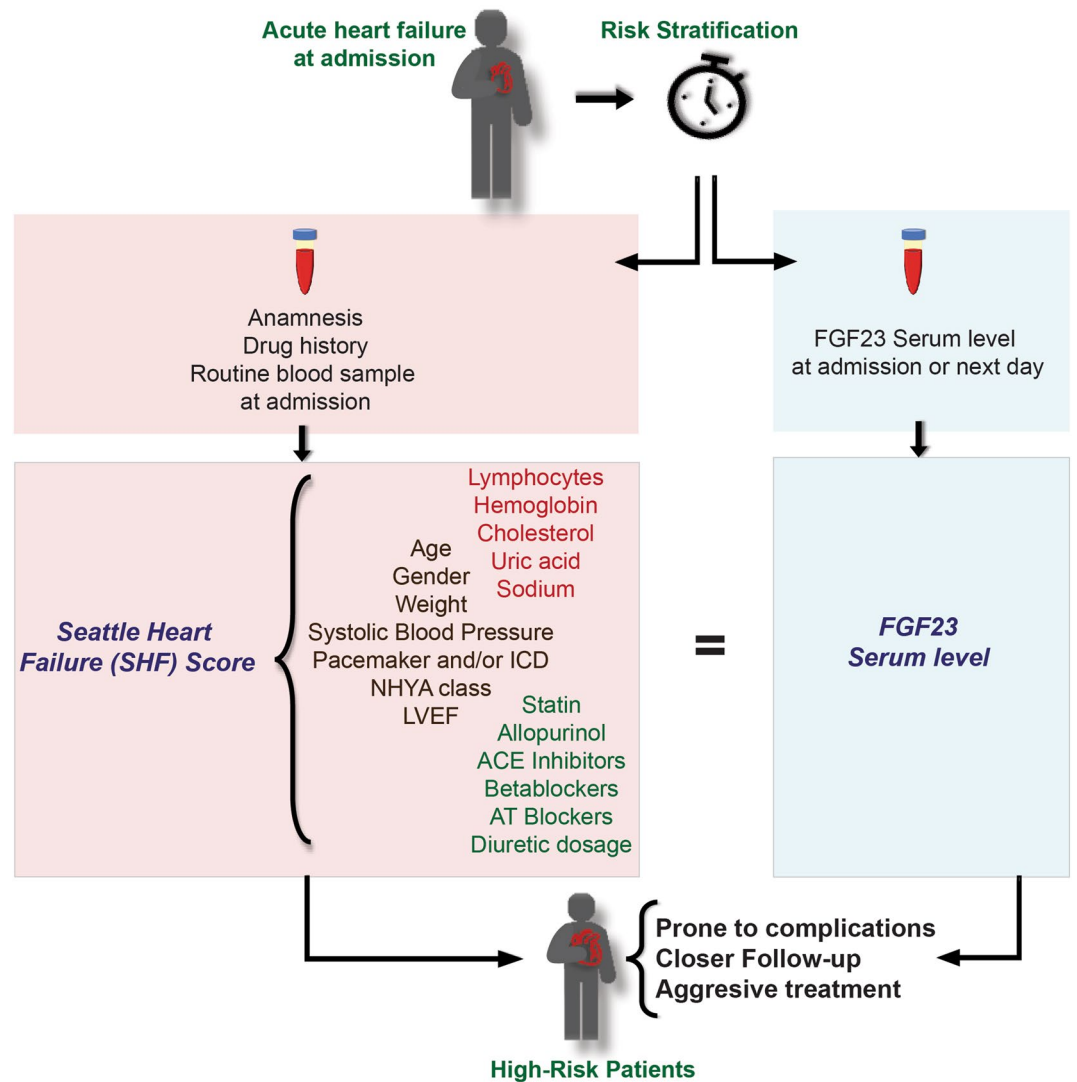 Acute heart failure
at admission
Risk Stratification
Anamnesis
Drug history
Routine blood sample
at admission
FGF23 Serum level
at admission or next day
Seattle Heart
Failure (SHF) Score
Lymphocytes
Hemoglobin
Cholesterol
Uric acid
Sodium
Age
Gender
Weight
Systolic Blood Pressure
Pacemaker and/or ICD
NHYA class
LVEF
Statin
Allopurinol
ACE Inhibitors
Betablockers
AT Blockers
Diuretic dosage
=
FGF23
Serum level
Prone to complications
Closer Follow-up
Aggresive treatment
High-Risk Patients